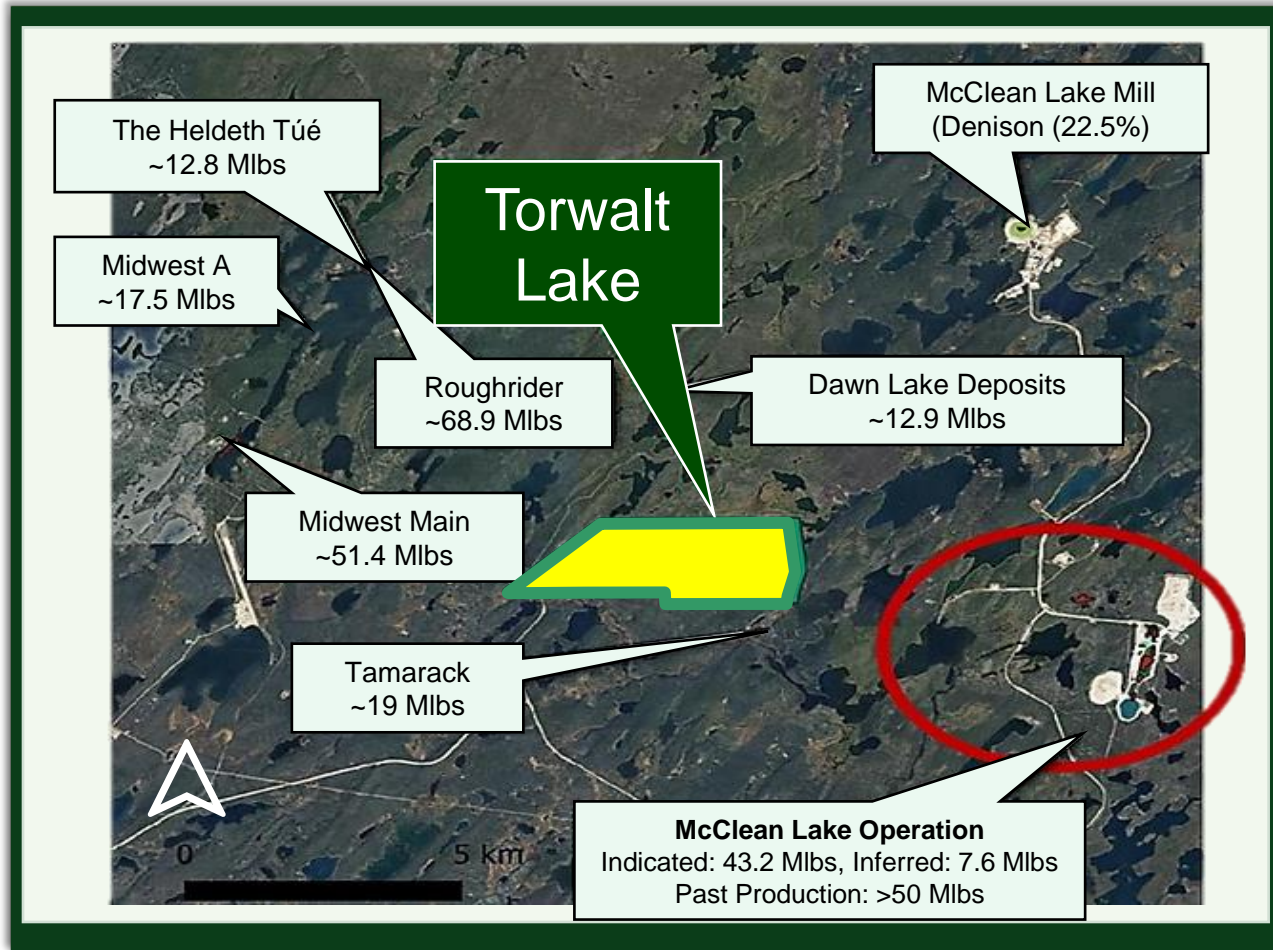 The Heldeth Túé
~12.8 Mlbs
McClean Lake Mill
(Denison (22.5%)
Torwalt
Lake
Midwest A
~17.5 Mlbs
Roughrider
~68.9 Mlbs
Dawn Lake Deposits
~12.9 Mlbs
Midwest Main
~51.4 Mlbs
Tamarack
~19 Mlbs
McClean Lake Operation
Indicated: 43.2 Mlbs, Inferred: 7.6 Mlbs
Past Production: >50 Mlbs
0 5 km